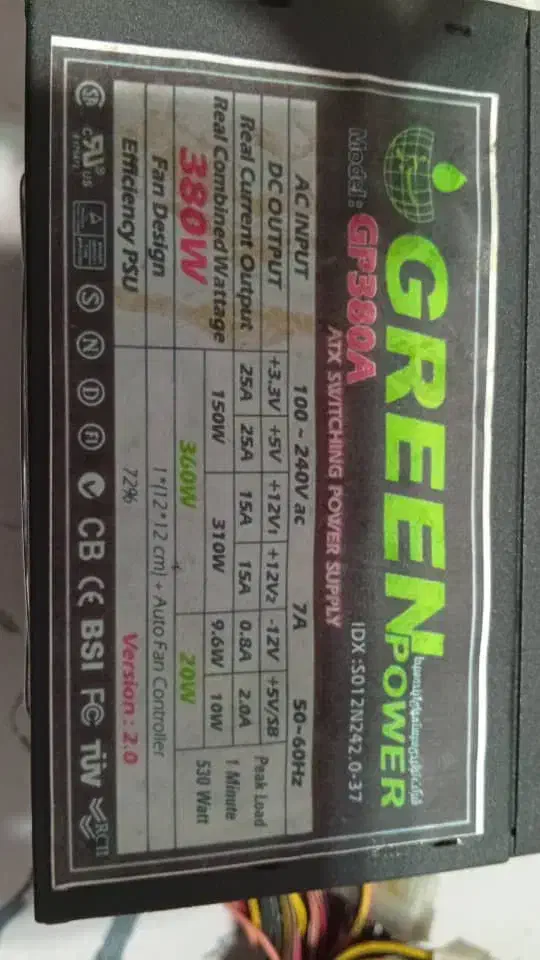 GREEN POWER
Model: GP380A
IDX :S012N242.0-37
ATX SWITCHING POWER SUPPLY
AC INPUT 100 ~ 240V ac 7A 50-60Hz
DC OUTPUT +3.3V +5V +12V1 +12V2 -12V +5V/SB Peak Load
Real Current Output 25A 25A 15A 15A 0.8A 2.0A 1 Minute
Real Combined Wattage 150W 310W 9.6W 10W 530 Watt
380W 360W 20W
Fan Design 1*(12*12 cm) + Auto Fan Controller
Efficiency PSU 72%
Version : 2.0
C UL US S N D FI CB CE BSI FC TÜV RCII